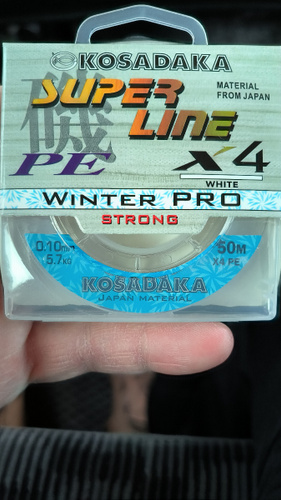 KOSADAKA
SUPER
LINE
MATERIAL
FROM JAPAN
磯
PE
X4
WHITE
WINTER PRO
STRONG
0.10mm
5.7kg
50M
X4 PE
KOSADAKA
JAPAN MATERIAL